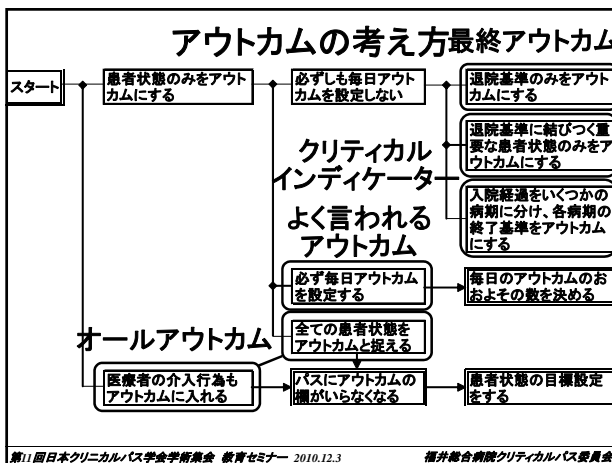 アウトカムの考え方
最終アウトカム
スタート
患者状態のみをアウト
カムにする
必ずしも毎日アウト
カムを設定しない
退院基準のみをアウト
カムにする
退院基準に結びつく重
要な患者状態のみをア
ウトカムにする
クリティカル
インディケーター
入院経過をいくつかの
病期に分け、各病期の
終了基準をアウトカム
にする
よく言われる
アウトカム
必ず毎日アウトカム
を設定する
毎日のアウトカムのお
およその数を決める
オールアウトカム
全ての患者状態を
アウトカムと捉える
医療者の介入行為も
アウトカムに入れる
パスにアウトカムの
欄がいらなくなる
患者状態の目標設定
をする
第11回日本クリニカルパス学会学術集会 教育セミナー 2010.12.3
福井総合病院クリティカルパス委員会